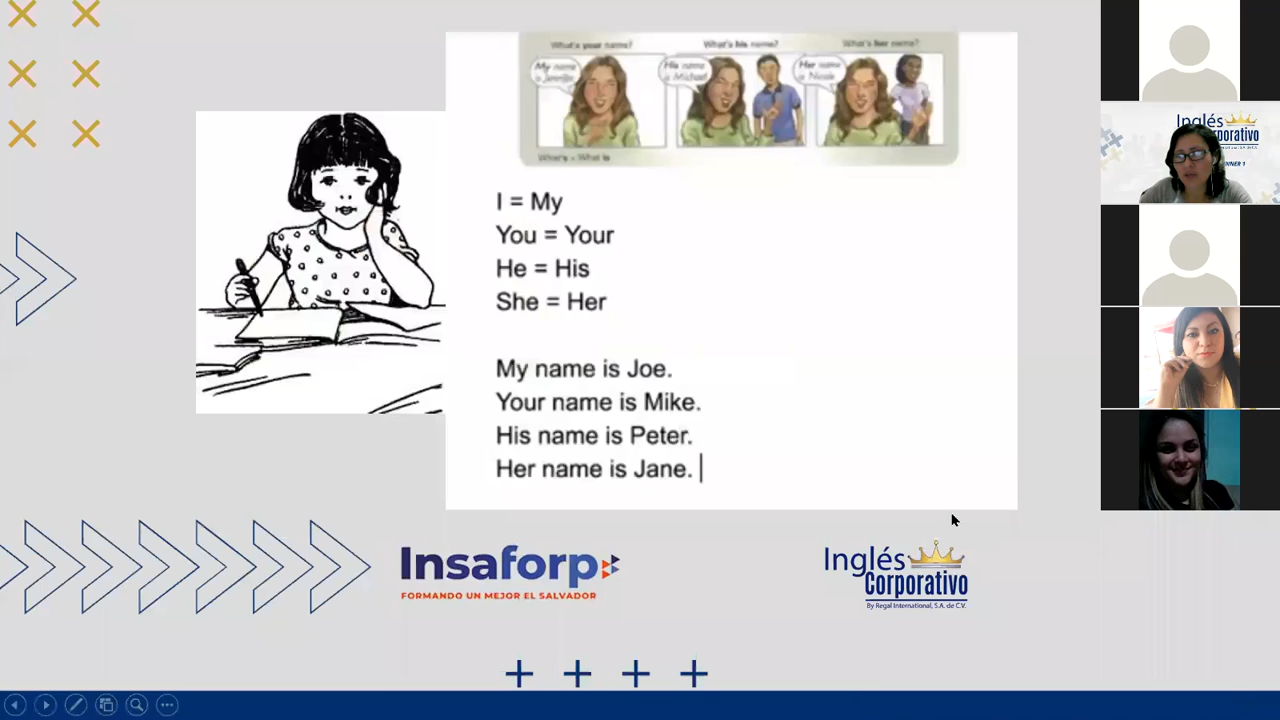 What's your name?
What's his name?
What's her name?
My name
is Jennifer.
His name
is Michael.
Her name
is Nicole.
What's = What is
I = My
You = Your
He = His
She = Her
My name is Joe.
Your name is Mike.
His name is Peter.
Her name is Jane.
Insaforp
FORMANDO UN MEJOR EL SALVADOR
Inglés
Corporativo
By Regal International, S.A. de C.V.
Inglés